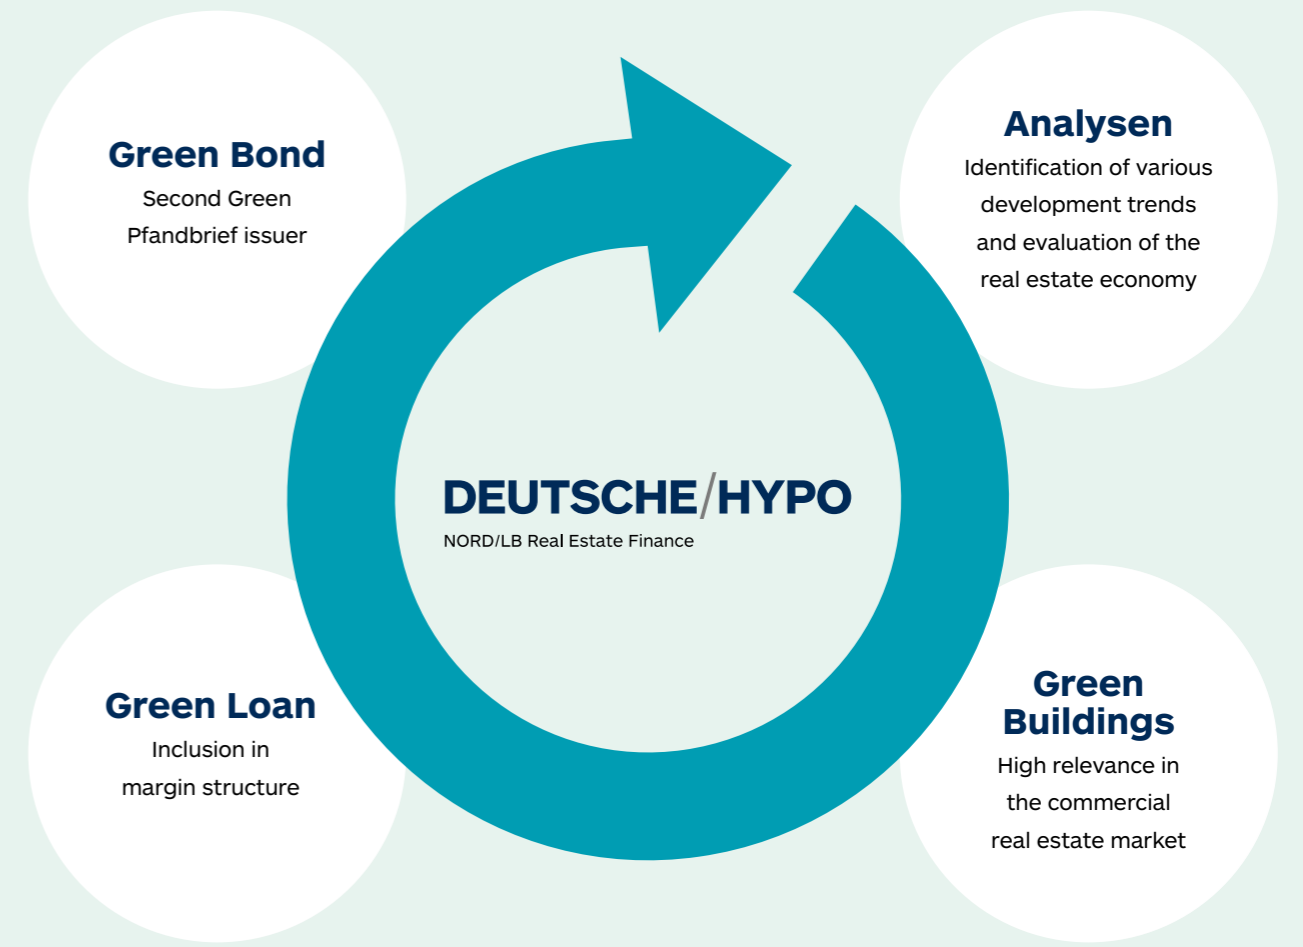 Green Bond
Second Green
Pfandbrief issuer
Analysen
Identification of various
development trends
and evaluation of the
real estate economy
DEUTSCHE/HYPO
NORD/LB Real Estate Finance
Green Loan
Inclusion in
margin structure
Green
Buildings
High relevance in
the commercial
real estate market